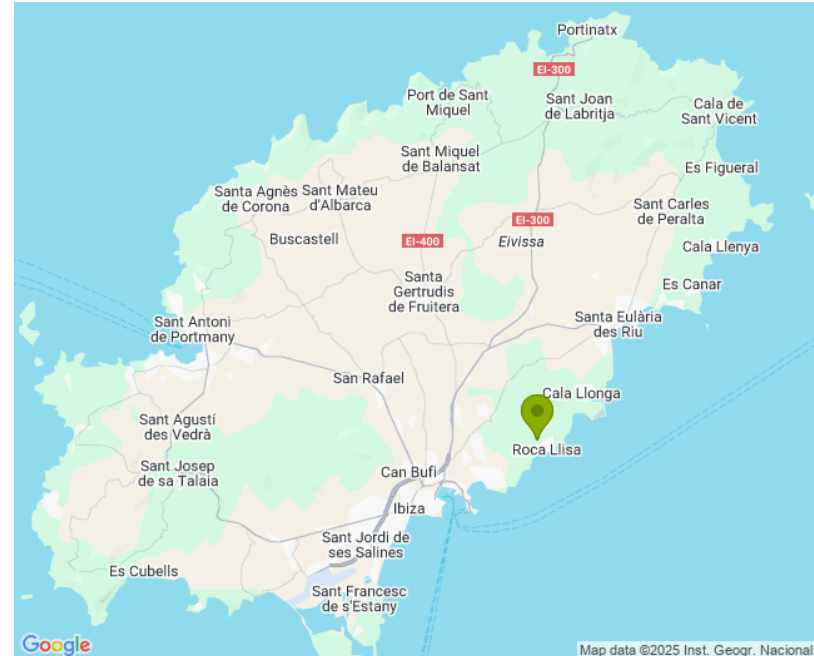 Portinatx
EI-300
Port de Sant
Miquel
Sant Joan
de Labritja
Cala de
Sant Vicent
Sant Miquel
de Balansat
Es Figueral
Santa Agnès
de Corona
Sant Mateu
d'Albarca
Sant Carles
de Peralta
EI-300
Buscastell
EI-400
Eivissa
Cala Llenya
Santa
Gertrudis
de Fruitera
Es Canar
Sant Antoni
de Portmany
Santa Eulària
des Riu
San Rafael
Cala Llonga
Sant Agustí
des Vedrà
Roca Llisa
Sant Josep
de sa Talaia
Can Bufi
Ibiza
Sant Jordi de
ses Salines
Es Cubells
Sant Francesc
de s'Estany
Google
Map data ©2025 Inst. Geogr. Nacional